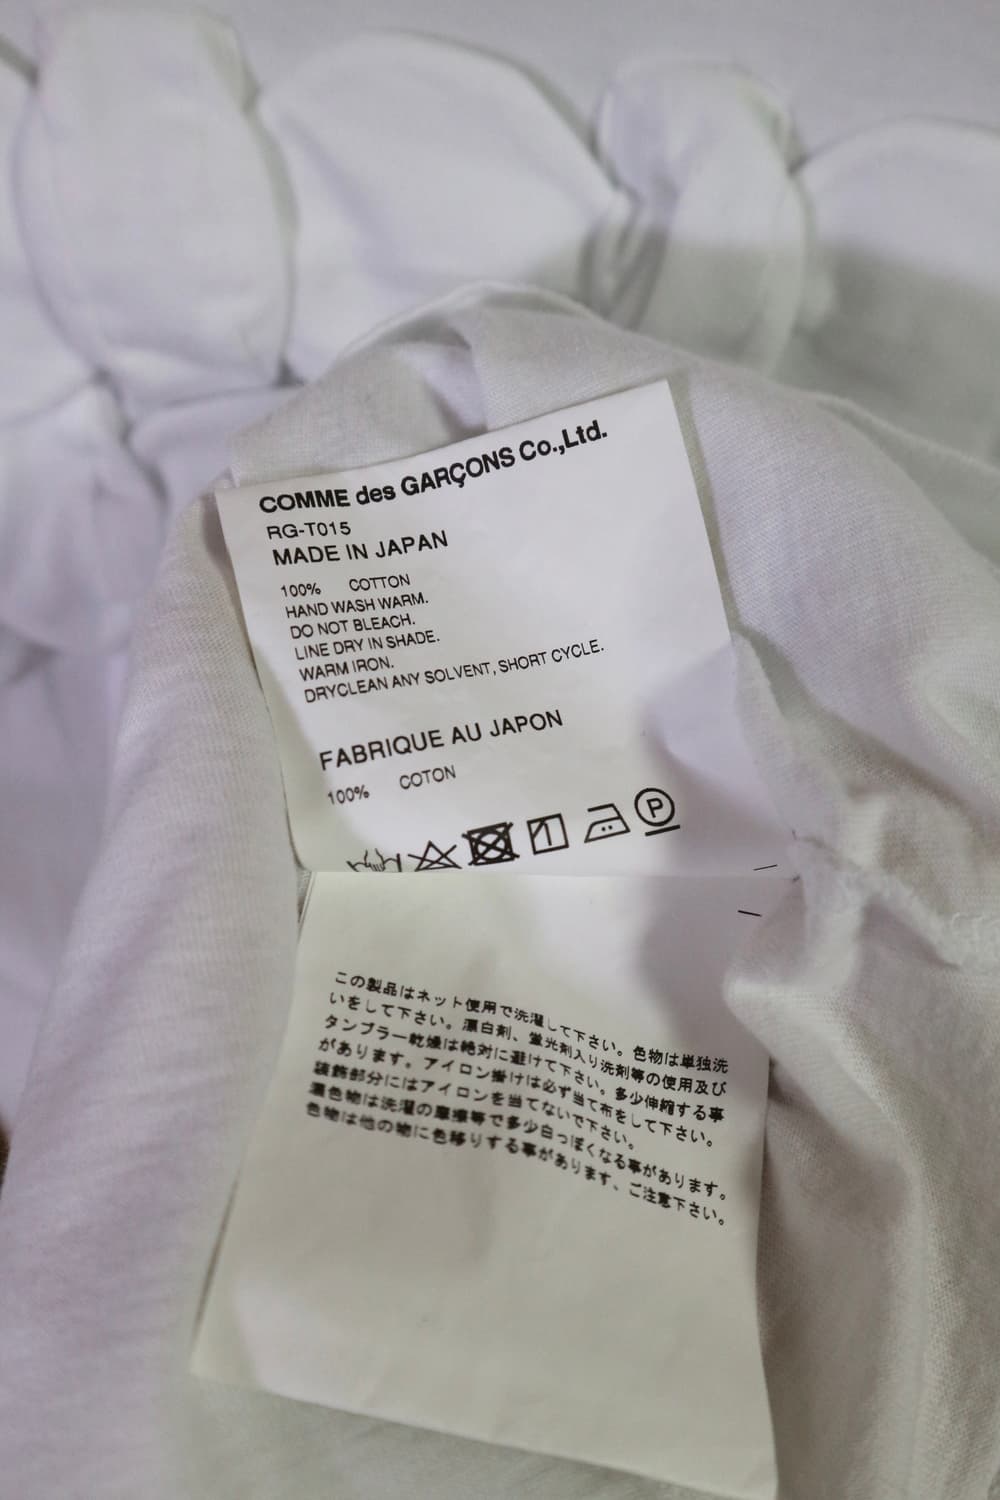 COMME des GARÇONS Co.,Ltd.
RG-T015
MADE IN JAPAN
100% COTTON
HAND WASH WARM.
DO NOT BLEACH.
LINE DRY IN SHADE.
WARM IRON.
DRYCLEAN ANY SOLVENT, SHORT CYCLE.
FABRIQUE AU JAPON
100% COTON
P
この製品はネット使用で洗濯して下さい。色物は単独洗
いをして下さい。漂白剤、蛍光剤入り洗剤等の使用及び
タンブラー乾燥は絶対に避けて下さい。多少伸縮する事
があります。アイロン掛けは必ず当て布をして下さい。
装飾部分にはアイロンを当てないで下さい。
濃色物は洗濯の摩擦等で多少白っぽくなる事があります。
色物は他の物に色移りする事があります、ご注意下さい。